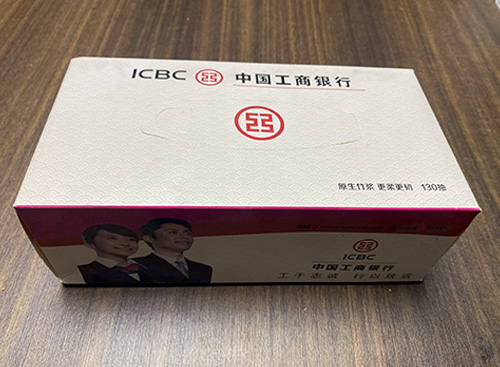 ICBC 中国工商银行
原生竹浆 更柔更韧 130抽
ICBC
中国工商银行
工于至诚 行以致远